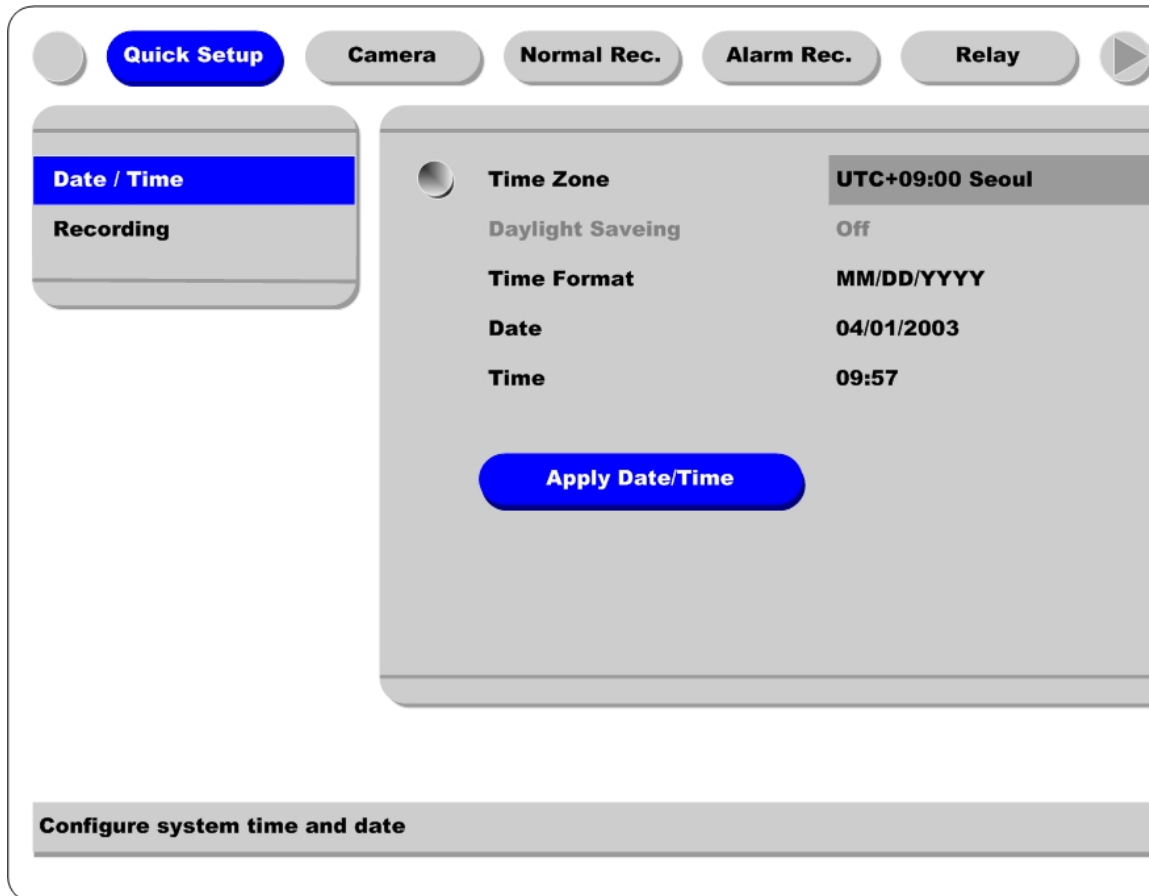 Quick Setup Camera Normal Rec. Alarm Rec. Relay
Date / Time
Recording
Time Zone UTC+09:00 Seoul
Daylight Saveing Off
Time Format MM/DD/YYYY
Date 04/01/2003
Time 09:57
Apply Date/Time
Configure system time and date